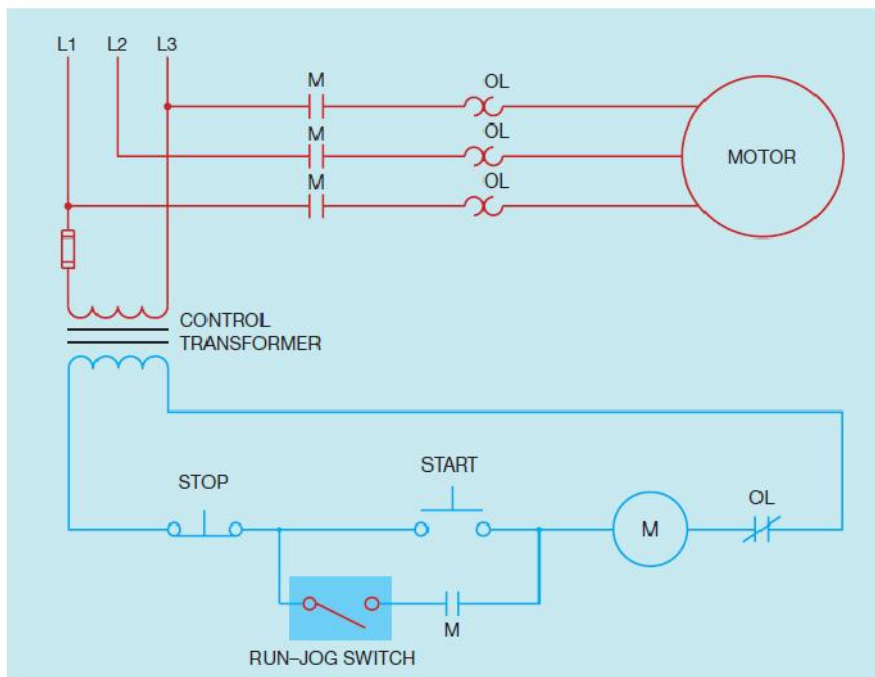 L1 L2 L3
M OL
M OL
MOTOR
M OL
CONTROL
TRANSFORMER
STOP
START
M
OL
M
RUN–JOG SWITCH